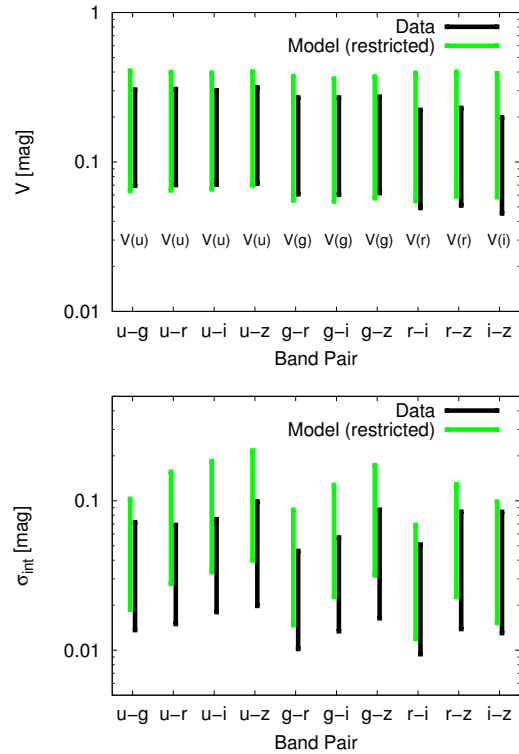 1
Data
Model (restricted)
V [mag]
0.1
V(u) V(u) V(u) V(u) V(g) V(g) V(g) V(r) V(r) V(i)
0.01
u−g u−r u−i u−z g−r g−i g−z r−i r−z i−z
Band Pair
Data
Model (restricted)
σint [mag]
0.1
0.01
u−g u−r u−i u−z g−r g−i g−z r−i r−z i−z
Band Pair